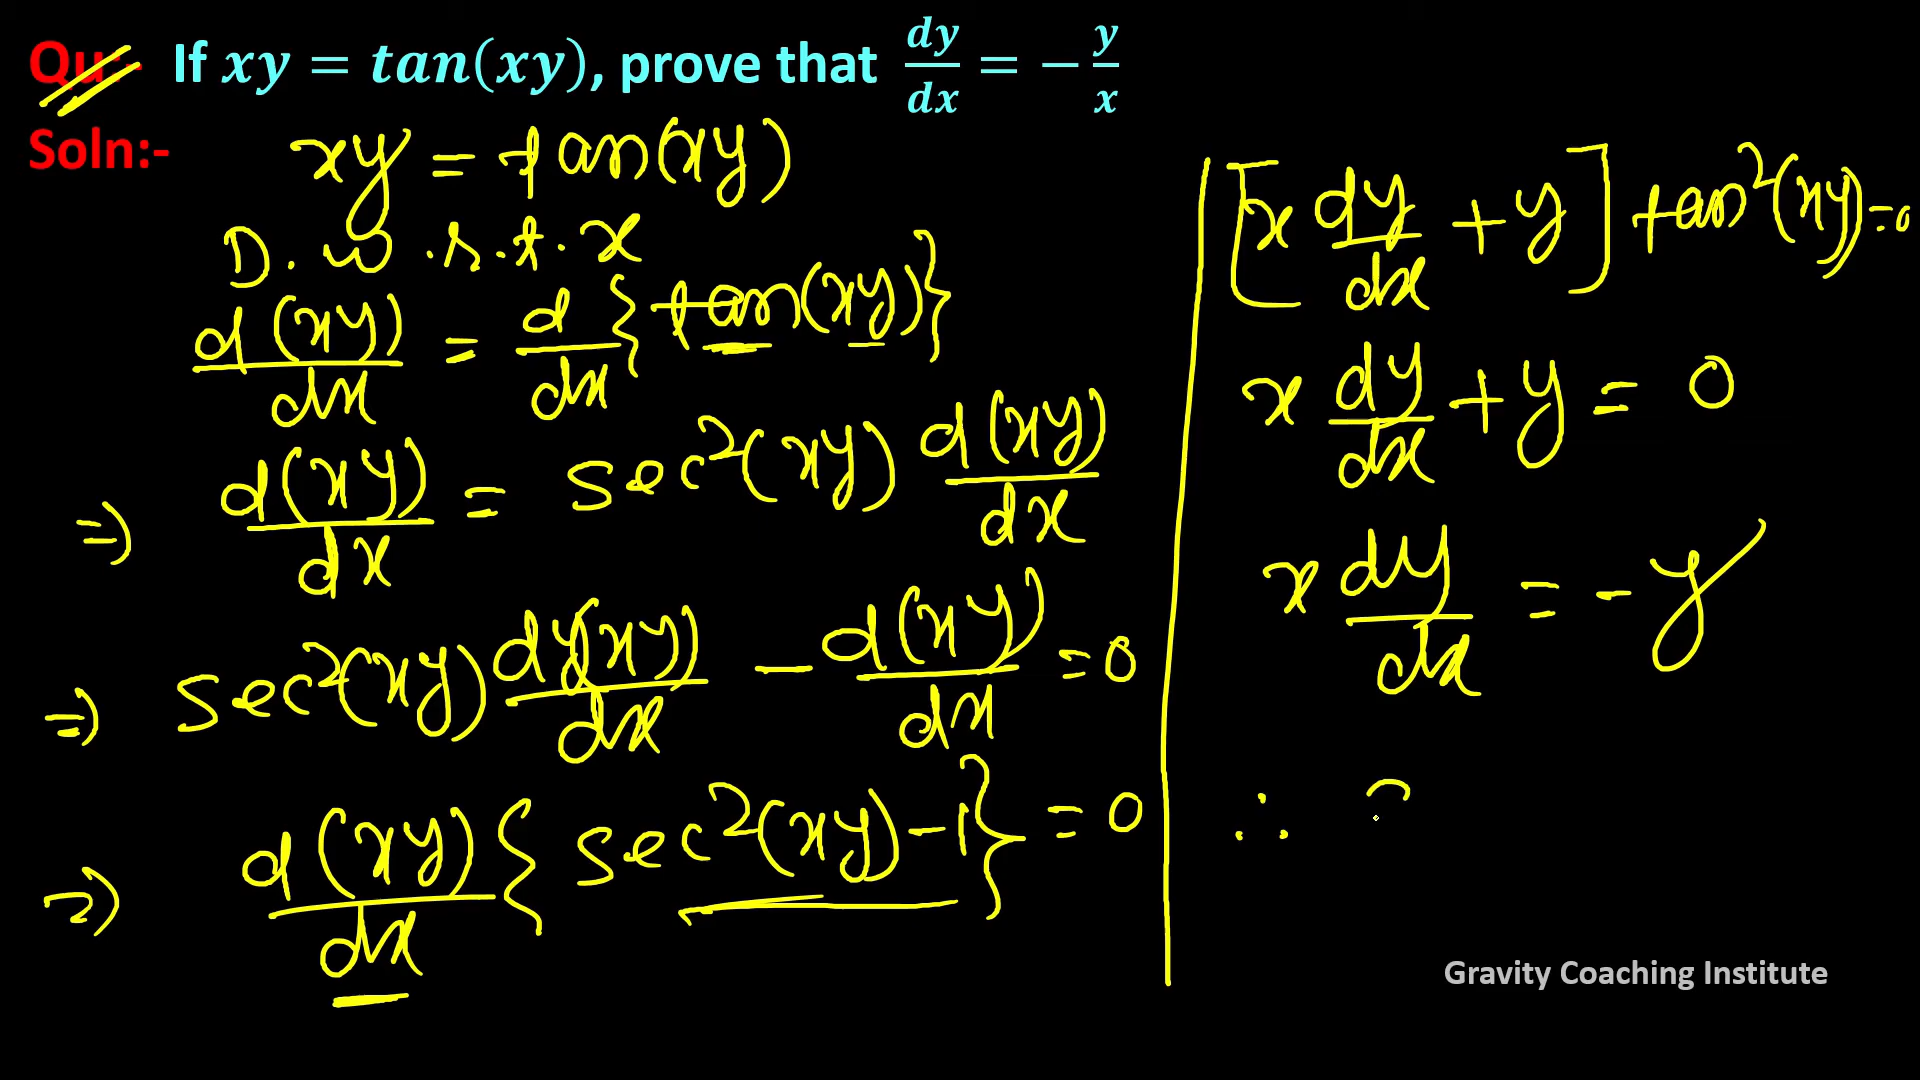 Qu:- If xy = tan(xy), prove that dy/dx = −y/x
Soln:- xy = tan(xy)
D.w.r.t.x
d(xy)/dx = d/dx{tan(xy)}
⇒ d(xy)/dx = sec²(xy) d(xy)/dx
⇒ sec²(xy) dy(xy)/dx − d(xy)/dx = 0
⇒ d(xy)/dx {sec²(xy) − 1} = 0
[x dy/dx + y] tan²(xy) = 0
x dy/dx + y = 0
x dy/dx = −y
∴
Gravity Coaching Institute